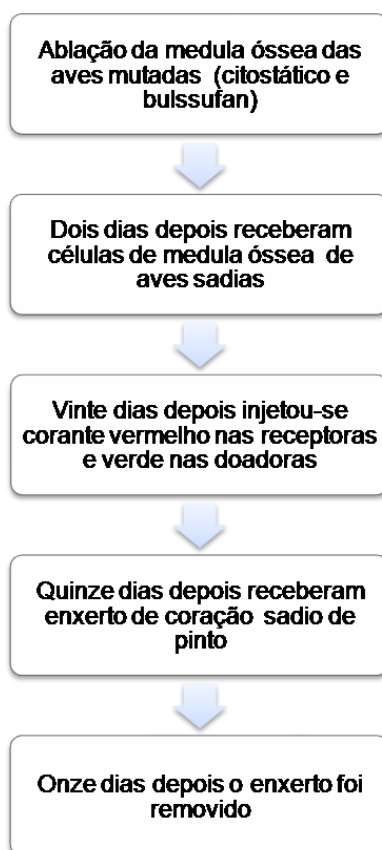 Ablação da medula óssea das
aves mutadas (citostático e
bulssufan)
Dois dias depois receberam
células de medula óssea de
aves sadias
Vinte dias depois injetou-se
corante vermelho nas receptoras
e verde nas doadoras
Quinze dias depois receberam
enxerto de coração sadio de
pinto
Onze dias depois o enxerto foi
removido